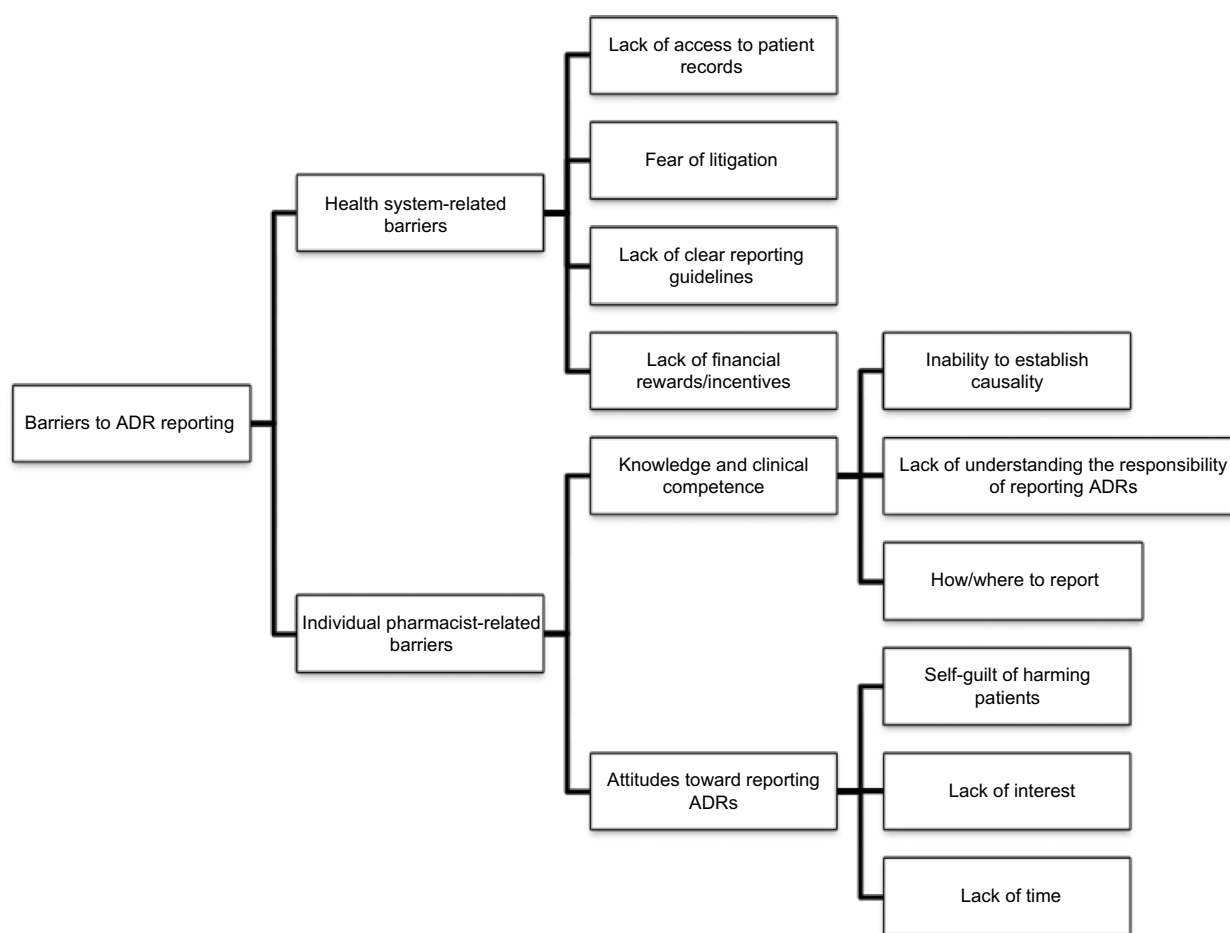 Barriers to ADR reporting
Health system-related
barriers
Lack of access to patient
records
Fear of litigation
Lack of clear reporting
guidelines
Lack of financial
rewards/incentives
Individual pharmacist-related
barriers
Knowledge and clinical
competence
Inability to establish
causality
Lack of understanding the responsibility
of reporting ADRs
How/where to report
Attitudes toward reporting
ADRs
Self-guilt of harming
patients
Lack of interest
Lack of time